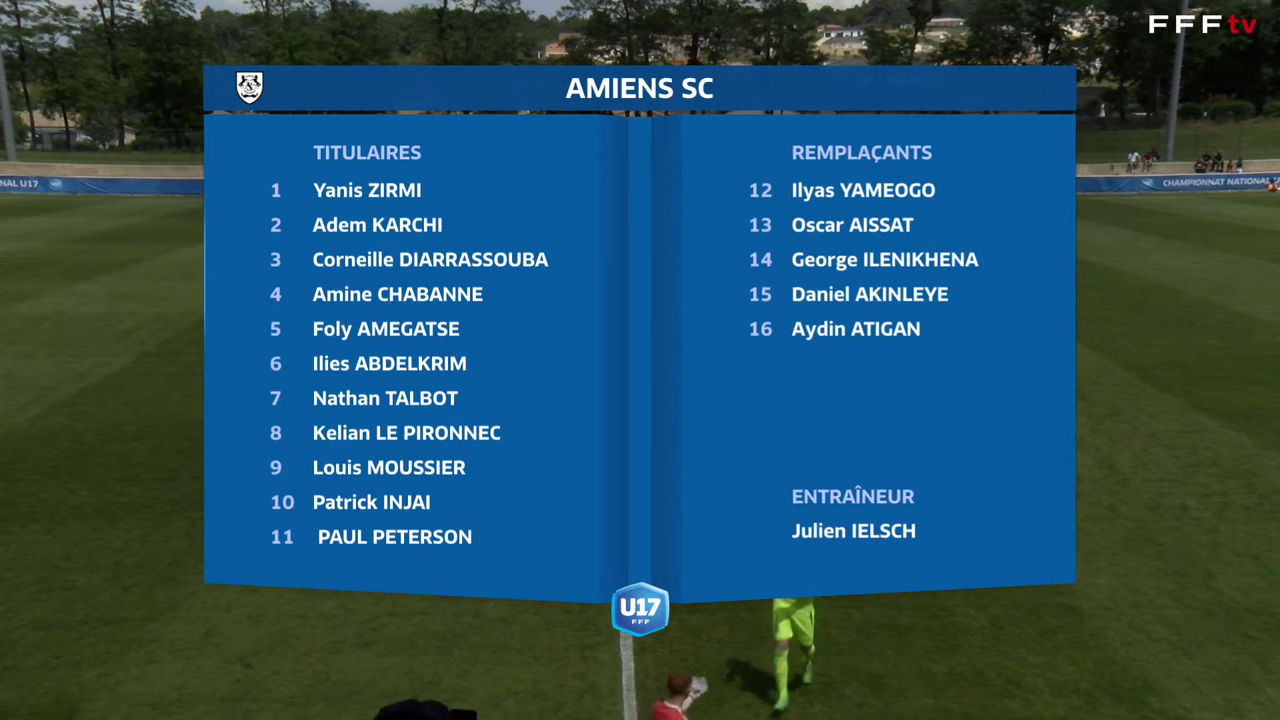 FFFtv
AMIENS SC
TITULAIRES
1 Yanis ZIRMI
2 Adem KARCHI
3 Corneille DIARRASSOUBA
4 Amine CHABANNE
5 Foly AMEGATSE
6 Ilies ABDELKRIM
7 Nathan TALBOT
8 Kelian LE PIRONNEC
9 Louis MOUSSIER
10 Patrick INJAI
11 PAUL PETERSON
REMPLAÇANTS
12 Ilyas YAMEOGO
13 Oscar AISSAT
14 George ILENIKHENA
15 Daniel AKINLEYE
16 Aydin ATIGAN
ENTRAÎNEUR
Julien IELSCH
NAL U17
CHAMPIONNAT NATIONAL U
U17
FFF